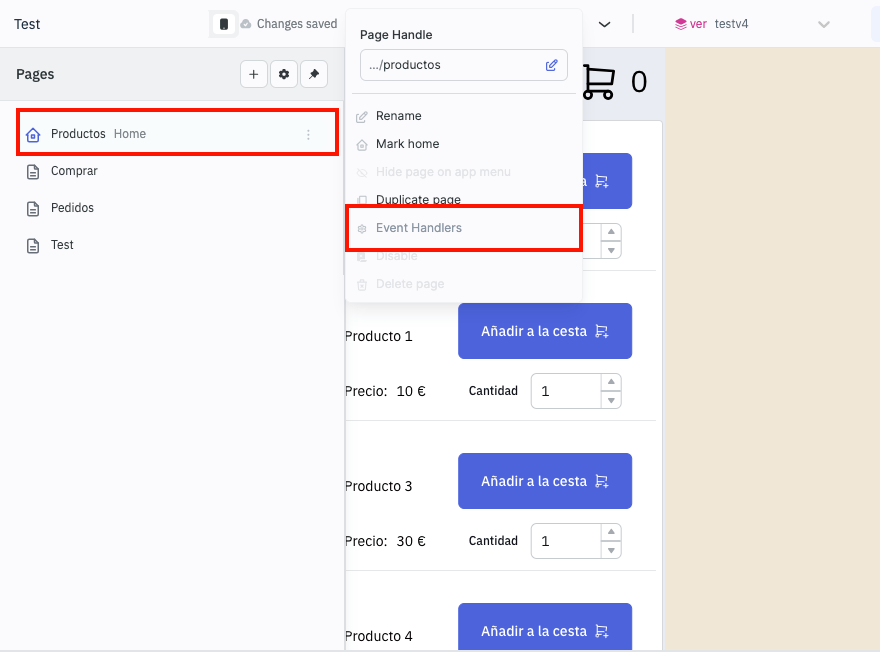 Test
Changes saved
ver testv4
Pages
Page Handle
.../productos
Productos Home
Comprar
Pedidos
Test
Rename
Mark home
Hide page on app menu
Duplicate page
Event Handlers
Disable
Delete page
0
a
Producto 1
Añadir a la cesta
Precio: 10 €
Cantidad
1
Producto 3
Añadir a la cesta
Precio: 30 €
Cantidad
1
Producto 4
Añadir a la cesta